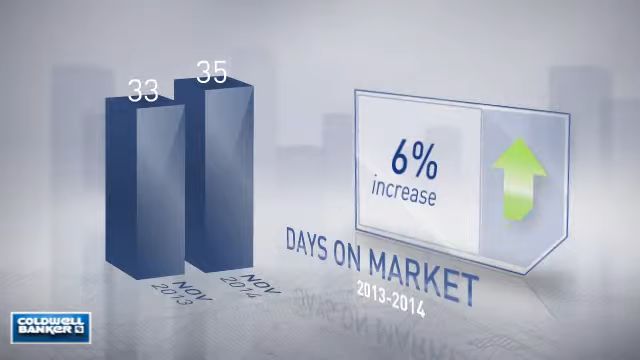 33
35
6%
increase
DAYS ON MARKET
2013-2014
NOV
2013
NOV
2014
COLDWELL
BANKER